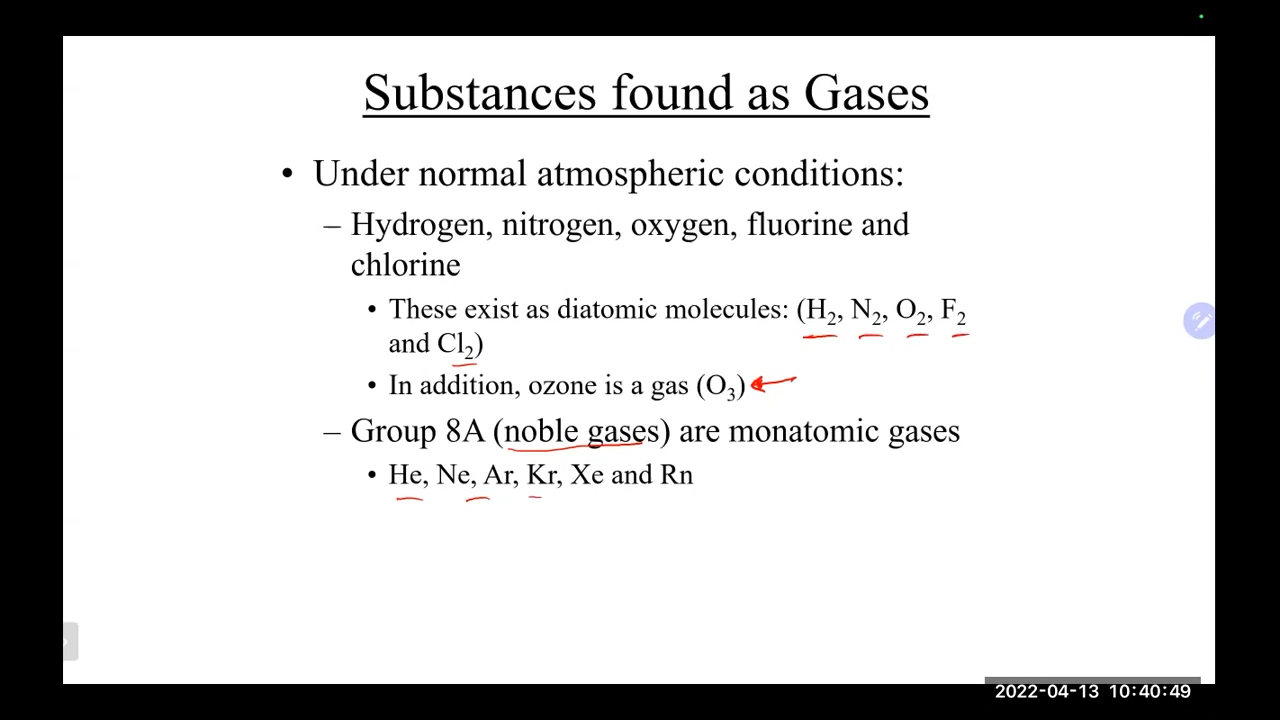 Substances found as Gases
• Under normal atmospheric conditions:
– Hydrogen, nitrogen, oxygen, fluorine and
chlorine
• These exist as diatomic molecules: (H₂, N₂, O₂, F₂
and Cl₂)
• In addition, ozone is a gas (O₃)
– Group 8A (noble gases) are monatomic gases
• He, Ne, Ar, Kr, Xe and Rn
2022-04-13 10:40:49